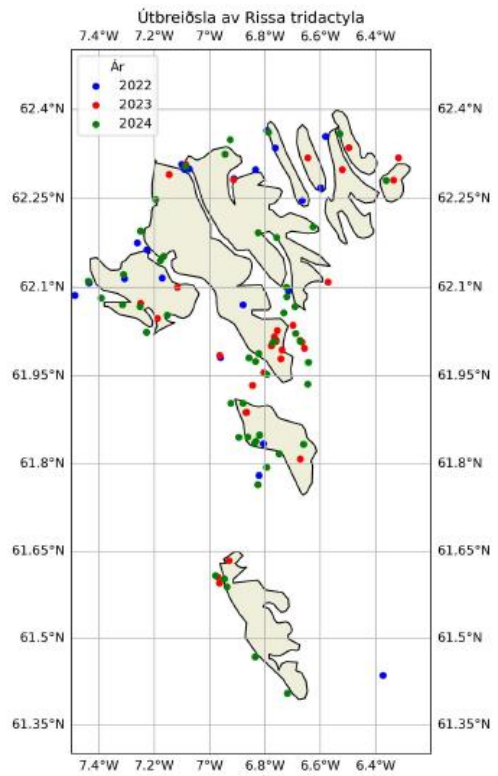 Útbreiðsla av Rissa tridactyla
7.4°W 7.2°W 7°W 6.8°W 6.6°W 6.4°W
Ár
2022
2023
2024
62.4°N 62.4°N
62.25°N 62.25°N
62.1°N 62.1°N
61.95°N 61.95°N
61.8°N 61.8°N
61.65°N 61.65°N
61.5°N 61.5°N
61.35°N 61.35°N
7.4°W 7.2°W 7°W 6.8°W 6.6°W 6.4°W